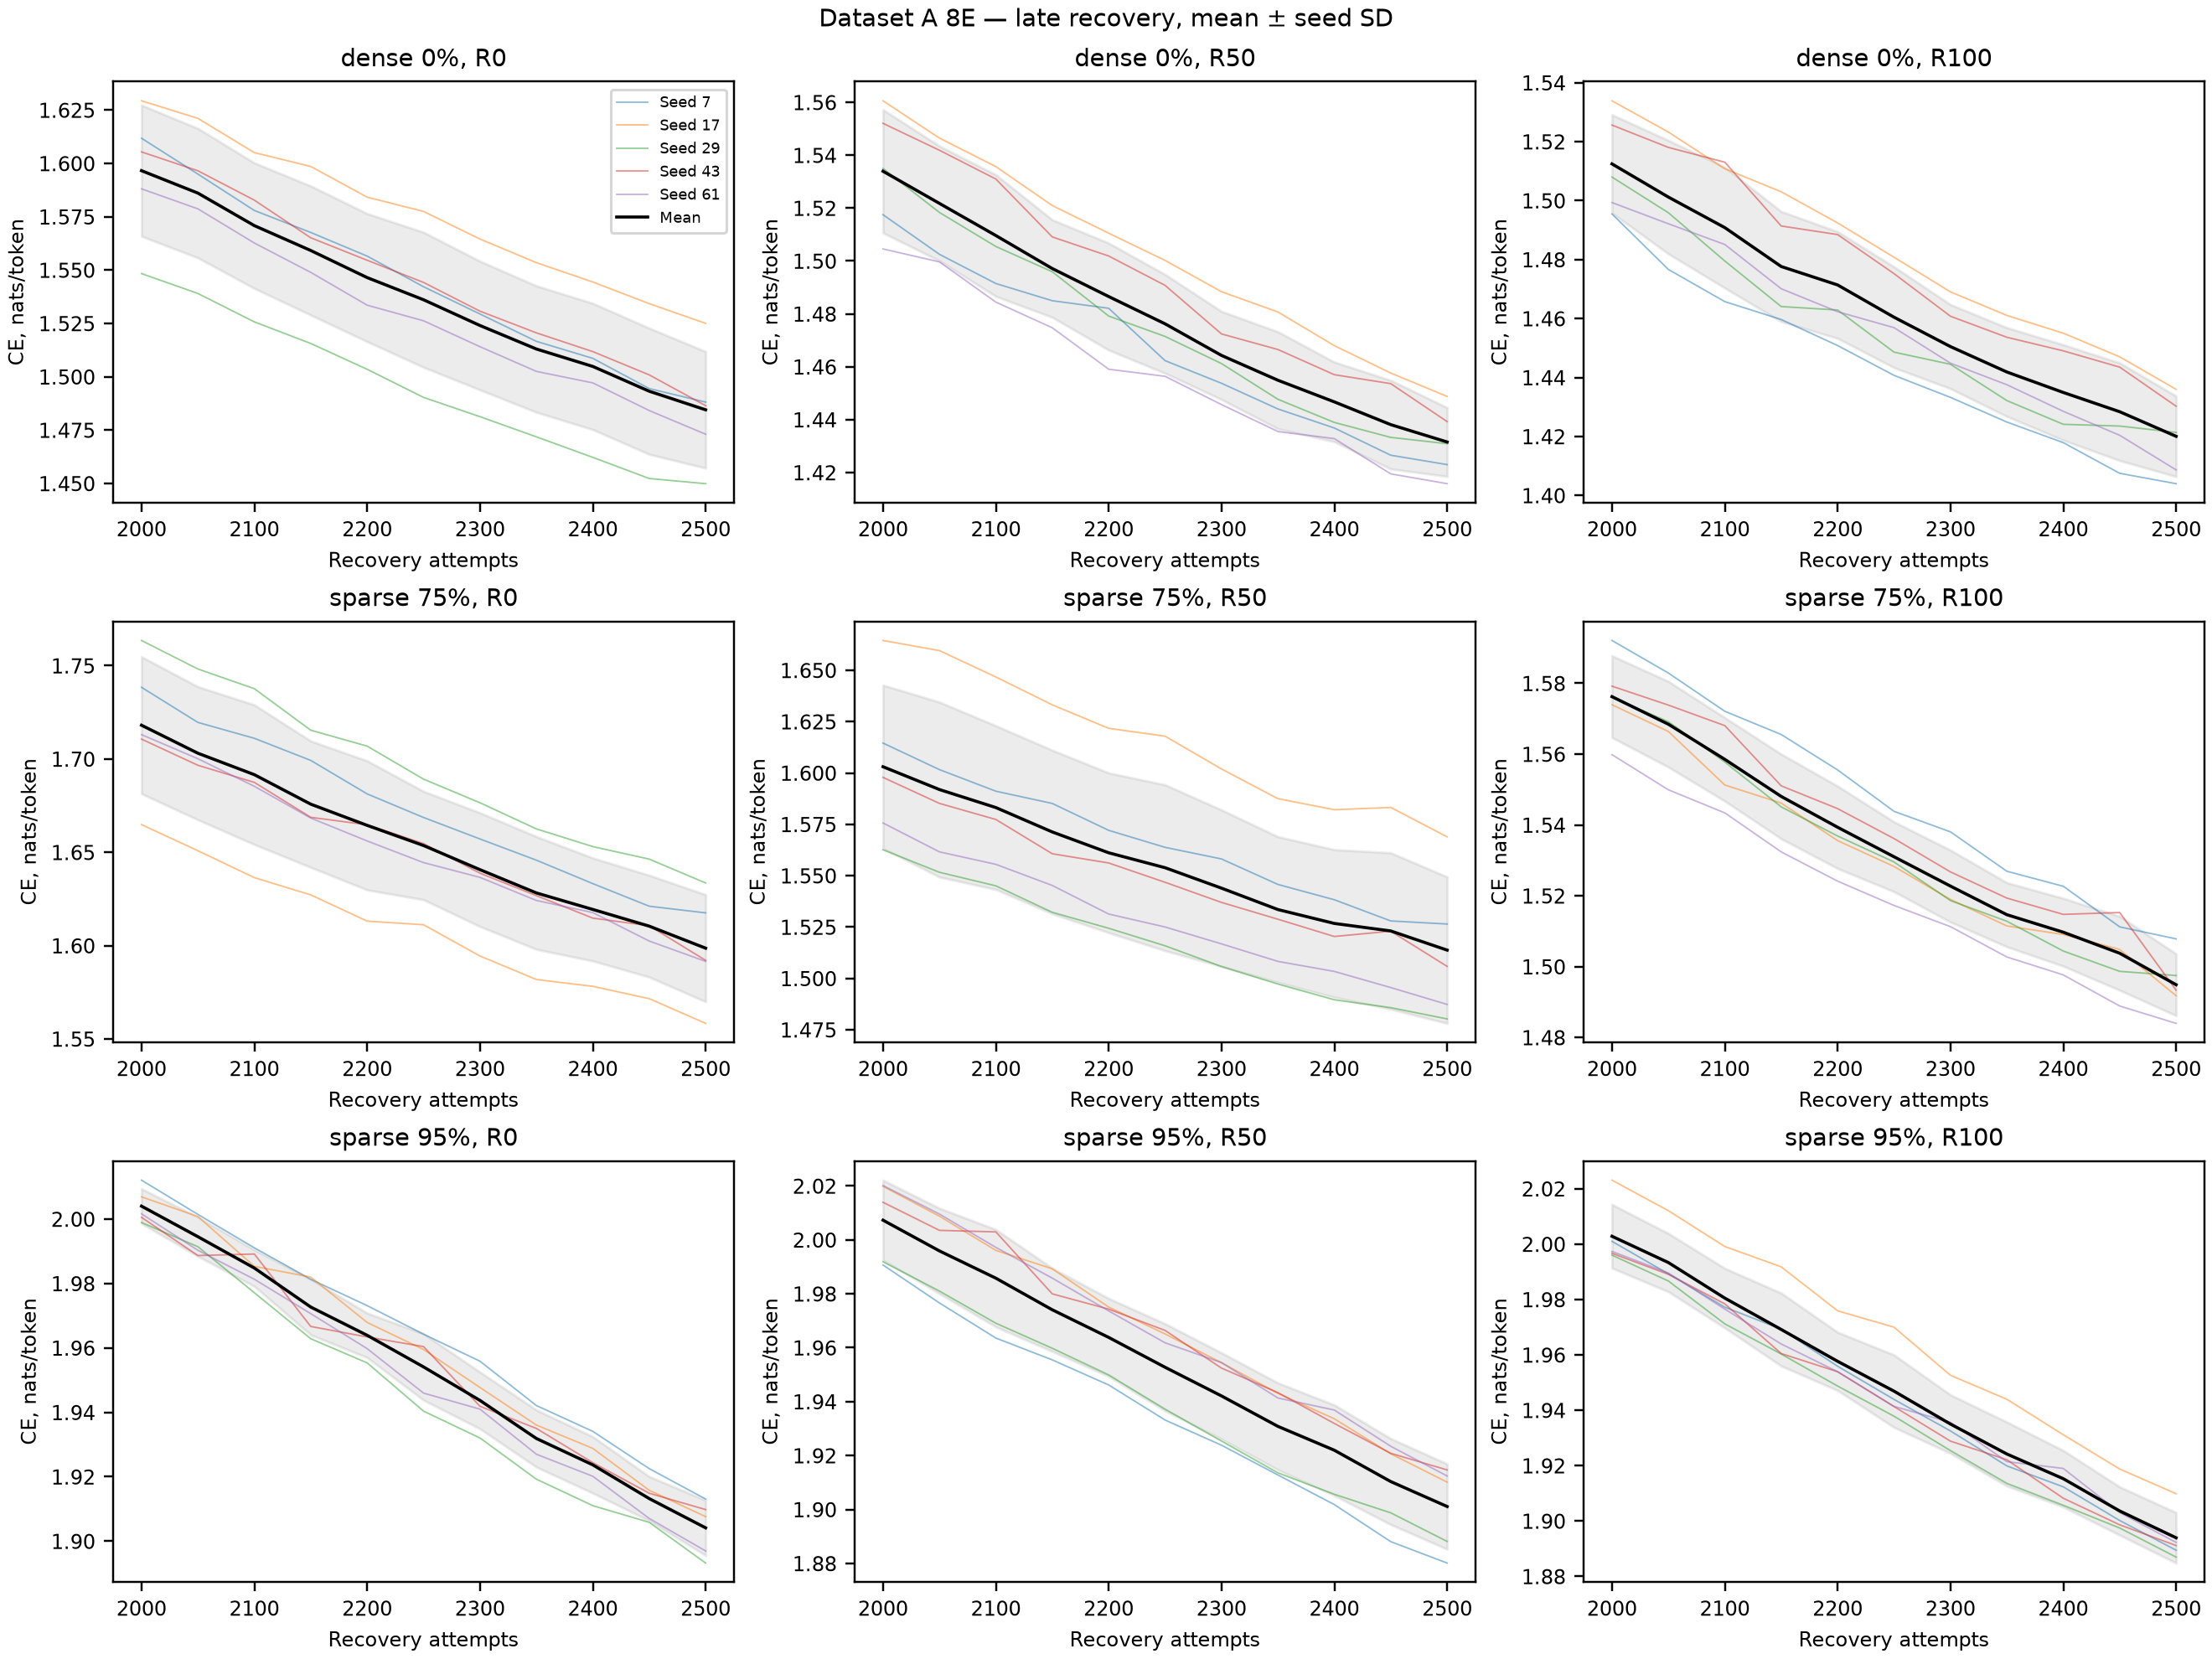 Dataset A 8E — late recovery, mean ± seed SD
dense 0%, R0
1.625
1.600
1.575
1.550
1.525
1.500
1.475
1.450
CE, nats/token
Seed 7
Seed 17
Seed 29
Seed 43
Seed 61
Mean
2000 2100 2200 2300 2400 2500
Recovery attempts
dense 0%, R50
1.56
1.54
1.52
1.50
1.48
1.46
1.44
1.42
CE, nats/token
2000 2100 2200 2300 2400 2500
Recovery attempts
dense 0%, R100
1.54
1.52
1.50
1.48
1.46
1.44
1.42
1.40
CE, nats/token
2000 2100 2200 2300 2400 2500
Recovery attempts
sparse 75%, R0
1.75
1.70
1.65
1.60
1.55
CE, nats/token
2000 2100 2200 2300 2400 2500
Recovery attempts
sparse 75%, R50
1.650
1.625
1.600
1.575
1.550
1.525
1.500
1.475
CE, nats/token
2000 2100 2200 2300 2400 2500
Recovery attempts
sparse 75%, R100
1.58
1.56
1.54
1.52
1.50
1.48
CE, nats/token
2000 2100 2200 2300 2400 2500
Recovery attempts
sparse 95%, R0
2.00
1.98
1.96
1.94
1.92
1.90
CE, nats/token
2000 2100 2200 2300 2400 2500
Recovery attempts
sparse 95%, R50
2.02
2.00
1.98
1.96
1.94
1.92
1.90
1.88
CE, nats/token
2000 2100 2200 2300 2400 2500
Recovery attempts
sparse 95%, R100
2.02
2.00
1.98
1.96
1.94
1.92
1.90
1.88
CE, nats/token
2000 2100 2200 2300 2400 2500
Recovery attempts